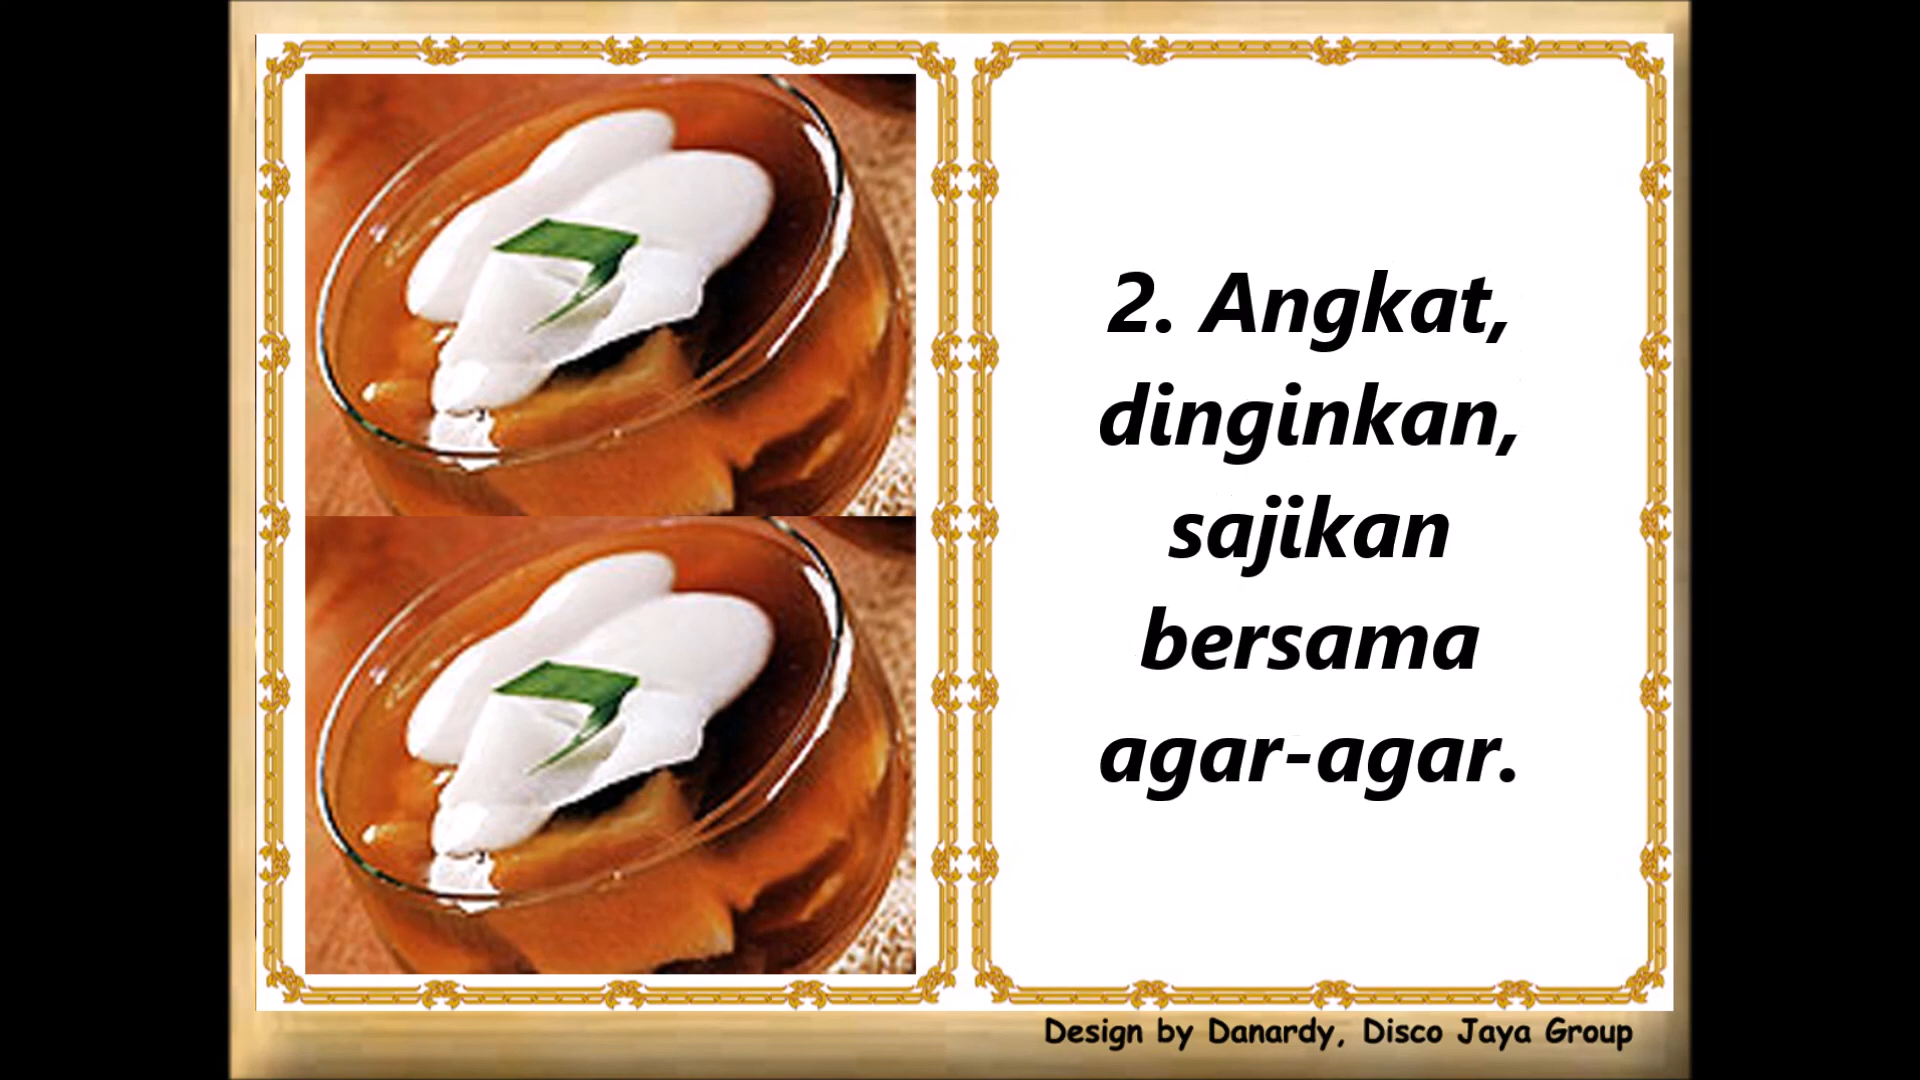 2. Angkat,
dinginkan,
sajikan
bersama
agar-agar.
Design by Danardy, Disco Jaya Group